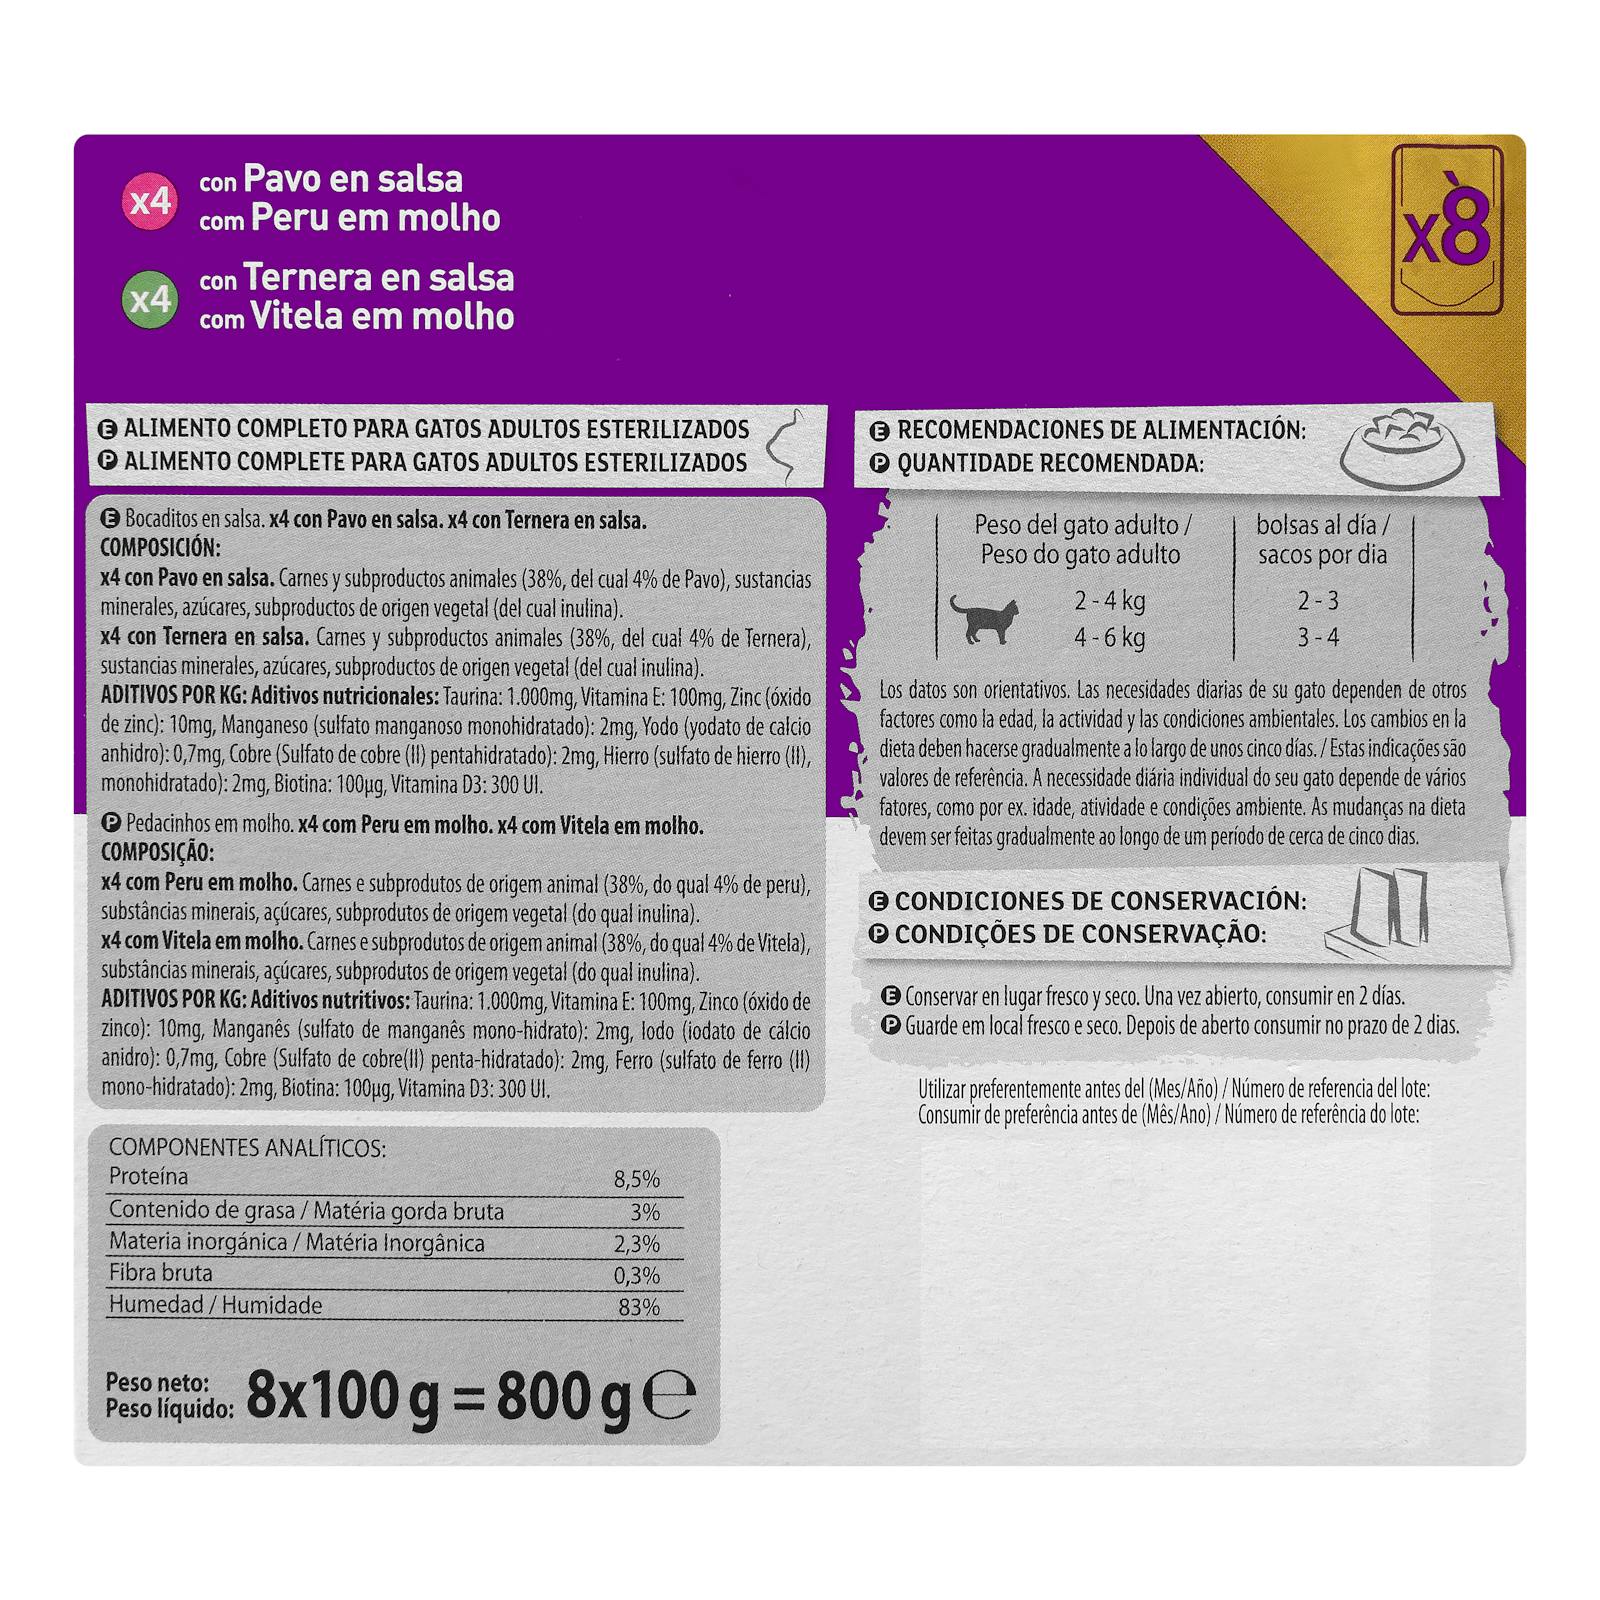 x4 con Pavo en salsa
com Peru em molho
x4 con Ternera en salsa
com Vitela em molho
x8
E ALIMENTO COMPLETO PARA GATOS ADULTOS ESTERILIZADOS
P ALIMENTO COMPLETE PARA GATOS ADULTOS ESTERILIZADOS
E Bocaditos en salsa. x4 con Pavo en salsa. x4 con Ternera en salsa.
COMPOSICIÓN:
x4 con Pavo en salsa. Carnes y subproductos animales (38%, del cual 4% de Pavo), sustancias
minerales, azúcares, subproductos de origen vegetal (del cual inulina).
x4 con Ternera en salsa. Carnes y subproductos animales (38%, del cual 4% de Ternera),
sustancias minerales, azúcares, subproductos de origen vegetal (del cual inulina).
ADITIVOS POR KG: Aditivos nutricionales: Taurina: 1.000mg, Vitamina E: 100mg, Zinc (óxido
de zinc): 10mg, Manganeso (sulfato manganoso monohidratado): 2mg, Yodo (yodato de calcio
anhidro): 0,7mg, Cobre (Sulfato de cobre (II) pentahidratado): 2mg, Hierro (sulfato de hierro (II),
monohidratado): 2mg, Biotina: 100µg, Vitamina D3: 300 UI.
P Pedacinhos em molho. x4 com Peru em molho. x4 com Vitela em molho.
COMPOSIÇÃO:
x4 com Peru em molho. Carnes e subprodutos de origem animal (38%, do qual 4% de peru),
substâncias minerais, açúcares, subprodutos de origem vegetal (do qual inulina).
x4 com Vitela em molho. Carnes e subprodutos de origem animal (38%, do qual 4% de Vitela),
substâncias minerais, açúcares, subprodutos de origem vegetal (do qual inulina).
ADITIVOS POR KG: Aditivos nutritivos: Taurina: 1.000mg, Vitamina E: 100mg, Zinco (óxido de
zinco): 10mg, Manganês (sulfato de manganês mono-hidrato): 2mg, Iodo (iodato de cálcio
anidro): 0,7mg, Cobre (Sulfato de cobre(II) penta-hidratado): 2mg, Ferro (sulfato de ferro (II)
mono-hidratado): 2mg, Biotina: 100µg, Vitamina D3: 300 UI.
COMPONENTES ANALÍTICOS:
Proteína 8,5%
Contenido de grasa / Matéria gorda bruta 3%
Materia inorgánica / Matéria Inorgânica 2,3%
Fibra bruta 0,3%
Humedad / Humidade 83%
Peso neto:
Peso líquido: 8x100 g = 800 g ℮
E RECOMENDACIONES DE ALIMENTACIÓN:
P QUANTIDADE RECOMENDADA:
Peso del gato adulto / bolsas al día /
Peso do gato adulto sacos por dia
2 - 4 kg 2 - 3
4 - 6 kg 3 - 4
Los datos son orientativos. Las necesidades diarias de su gato dependen de otros
factores como la edad, la actividad y las condiciones ambientales. Los cambios en la
dieta deben hacerse gradualmente a lo largo de unos cinco días. / Estas indicações são
valores de referência. A necessidade diária individual do seu gato depende de vários
fatores, como por ex. idade, atividade e condições ambiente. As mudanças na dieta
devem ser feitas gradualmente ao longo de um período de cerca de cinco dias.
E CONDICIONES DE CONSERVACIÓN:
P CONDIÇÕES DE CONSERVAÇÃO:
E Conservar en lugar fresco y seco. Una vez abierto, consumir en 2 días.
P Guarde em local fresco e seco. Depois de aberto consumir no prazo de 2 dias.
Utilizar preferentemente antes del (Mes/Año) / Número de referencia del lote:
Consumir de preferência antes de (Mês/Ano) / Número de referência do lote: